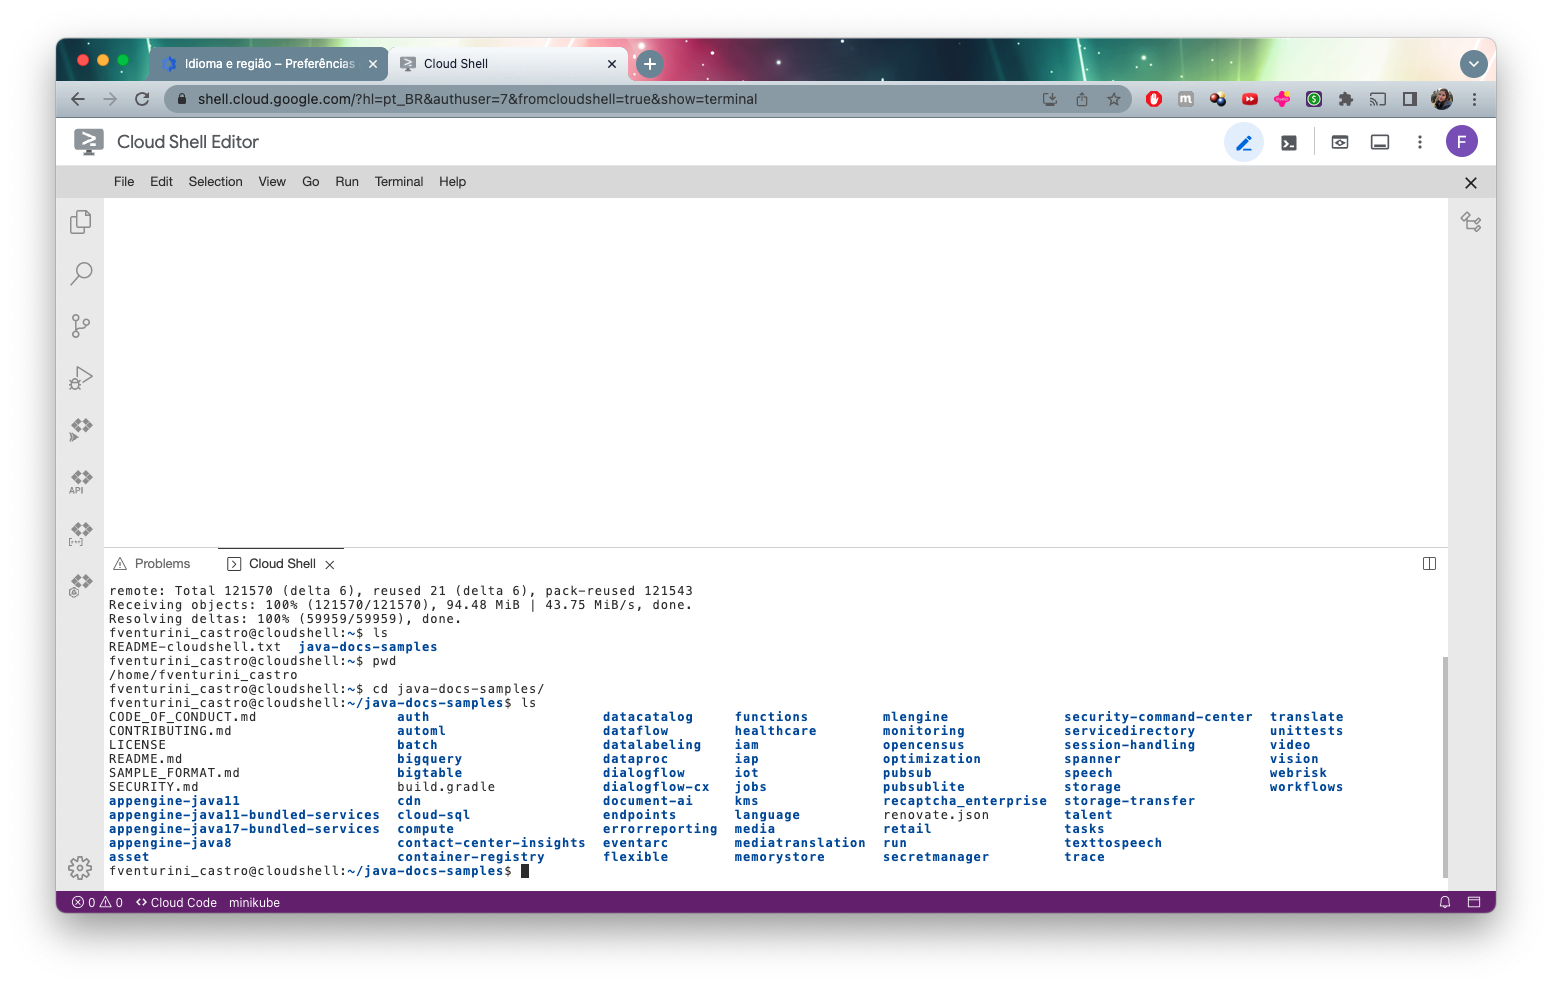 Idioma e região – Preferências
Cloud Shell
shell.cloud.google.com/?hl=pt_BR&authuser=7&fromcloudshell=true&show=terminal
Cloud Shell Editor
F
File Edit Selection View Go Run Terminal Help
API
Problems Cloud Shell
remote: Total 121570 (delta 6), reused 21 (delta 6), pack-reused 121543
Receiving objects: 100% (121570/121570), 94.48 MiB | 43.75 MiB/s, done.
Resolving deltas: 100% (59959/59959), done.
fventurini_castro@cloudshell:~$ ls
README-cloudshell.txt java-docs-samples
fventurini_castro@cloudshell:~$ pwd
/home/fventurini_castro
fventurini_castro@cloudshell:~$ cd java-docs-samples/
fventurini_castro@cloudshell:~/java-docs-samples$ ls
CODE_OF_CONDUCT.md auth datacatalog functions mlengine security-command-center translate
CONTRIBUTING.md automl dataflow healthcare monitoring servicedirectory unittests
LICENSE batch datalabeling iam opencensus session-handling video
README.md bigquery dataproc iap optimization spanner vision
SAMPLE_FORMAT.md bigtable dialogflow iot pubsub speech webrisk
SECURITY.md build.gradle dialogflow-cx jobs pubsublite storage workflows
appengine-java11 cdn document-ai kms recaptcha_enterprise storage-transfer
appengine-java11-bundled-services cloud-sql endpoints language renovate.json talent
appengine-java17-bundled-services compute errorreporting media retail tasks
appengine-java8 contact-center-insights eventarc mediatranslation run texttospeech
asset container-registry flexible memorystore secretmanager trace
fventurini_castro@cloudshell:~/java-docs-samples$
0 0 Cloud Code minikube